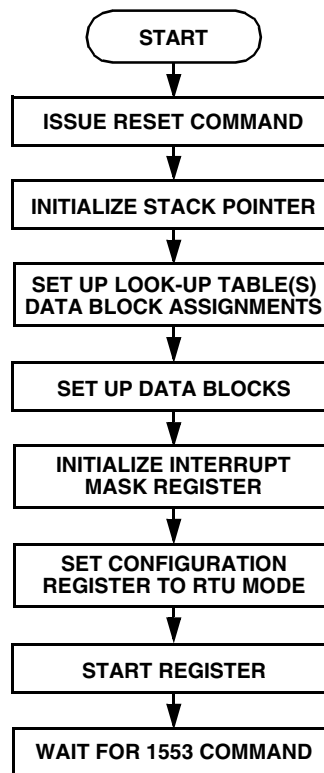 START
ISSUE RESET COMMAND
INITIALIZE STACK POINTER
SET UP LOOK-UP TABLE(S)
DATA BLOCK ASSIGNMENTS
SET UP DATA BLOCKS
INITIALIZE INTERRUPT
MASK REGISTER
SET CONFIGURATION
REGISTER TO RTU MODE
START REGISTER
WAIT FOR 1553 COMMAND